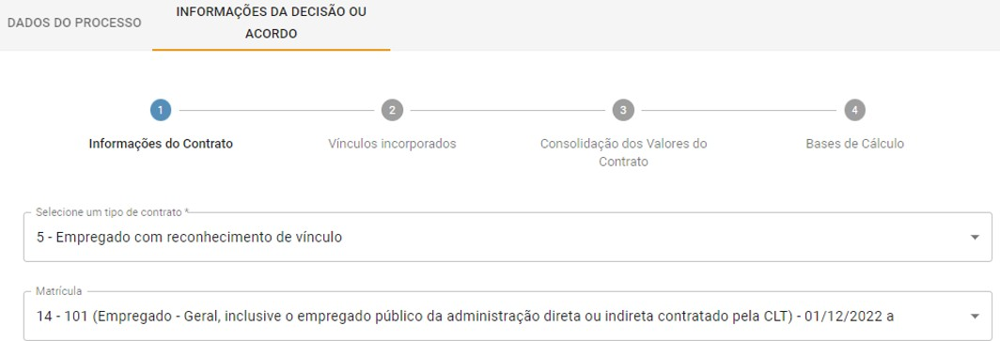 DADOS DO PROCESSO
INFORMAÇÕES DA DECISÃO OU
ACORDO
1
2
3
4
Informações do Contrato
Vínculos incorporados
Consolidação dos Valores do
Contrato
Bases de Cálculo
Selecione um tipo de contrato *
5 - Empregado com reconhecimento de vínculo
Matrícula
14 - 101 (Empregado - Geral, inclusive o empregado público da administração direta ou indireta contratado pela CLT) - 01/12/2022 a